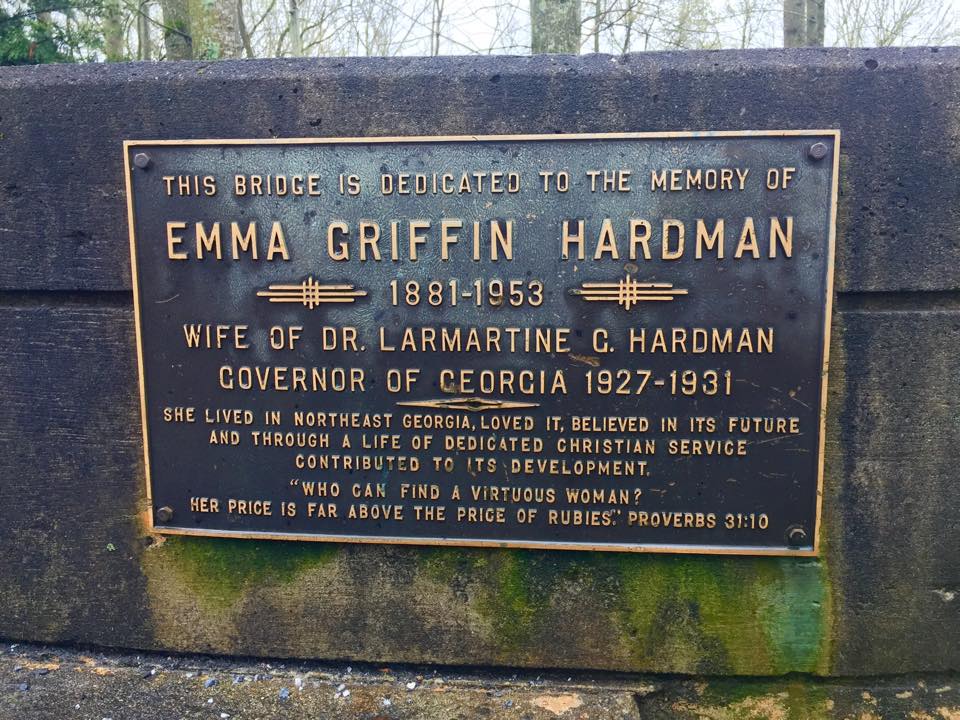 THIS BRIDGE IS DEDICATED TO THE MEMORY OF
EMMA GRIFFIN HARDMAN
1881-1953
WIFE OF DR. LARMARTINE G. HARDMAN
GOVERNOR OF GEORGIA 1927-1931
SHE LIVED IN NORTHEAST GEORGIA, LOVED IT, BELIEVED IN ITS FUTURE
AND THROUGH A LIFE OF DEDICATED CHRISTIAN SERVICE
CONTRIBUTED TO ITS DEVELOPMENT.
"WHO CAN FIND A VIRTUOUS WOMAN?
HER PRICE IS FAR ABOVE THE PRICE OF RUBIES." PROVERBS 31:10